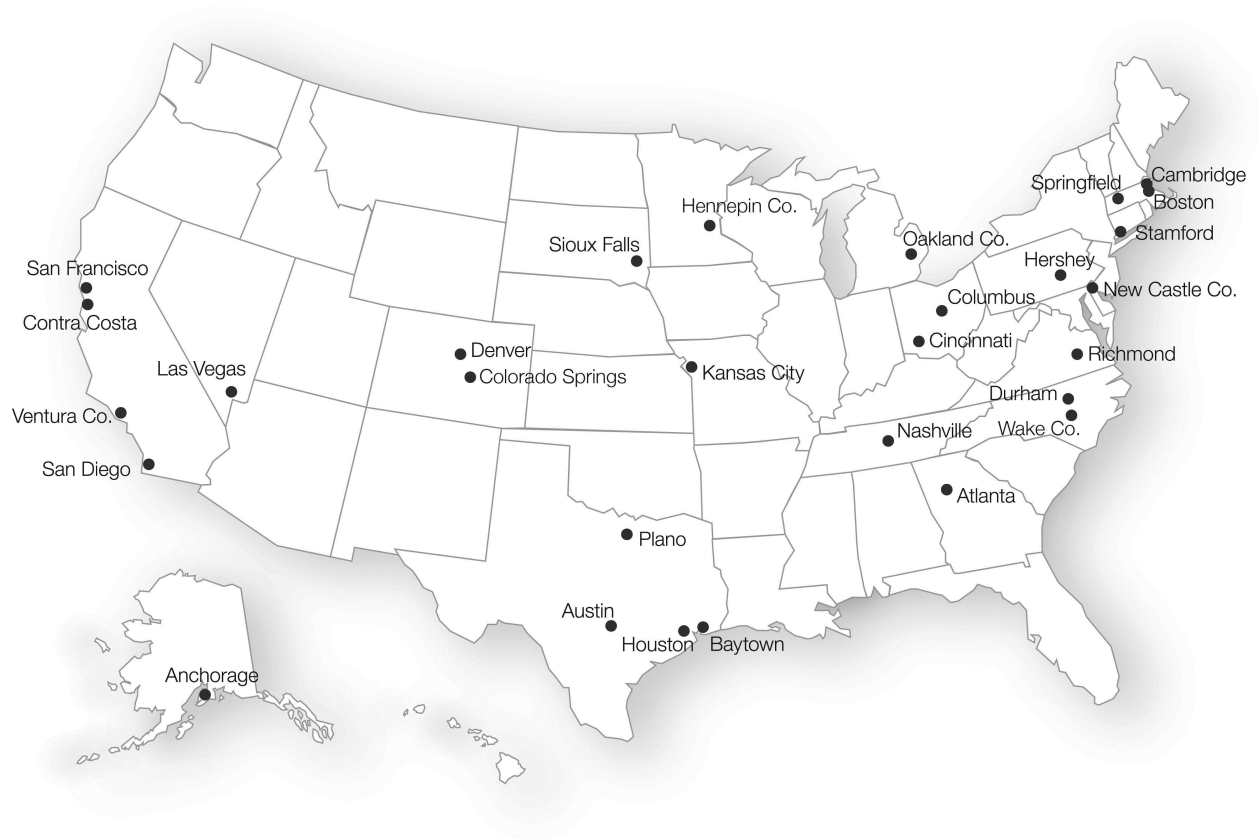 Cambridge
Springfield
Boston
Hennepin Co.
Stamford
Oakland Co.
Sioux Falls
Hershey
San Francisco
New Castle Co.
Columbus
Contra Costa
Cincinnati
Denver
Richmond
Las Vegas
Kansas City
Colorado Springs
Durham
Ventura Co.
Wake Co.
Nashville
San Diego
Atlanta
Plano
Austin
Houston
Baytown
Anchorage